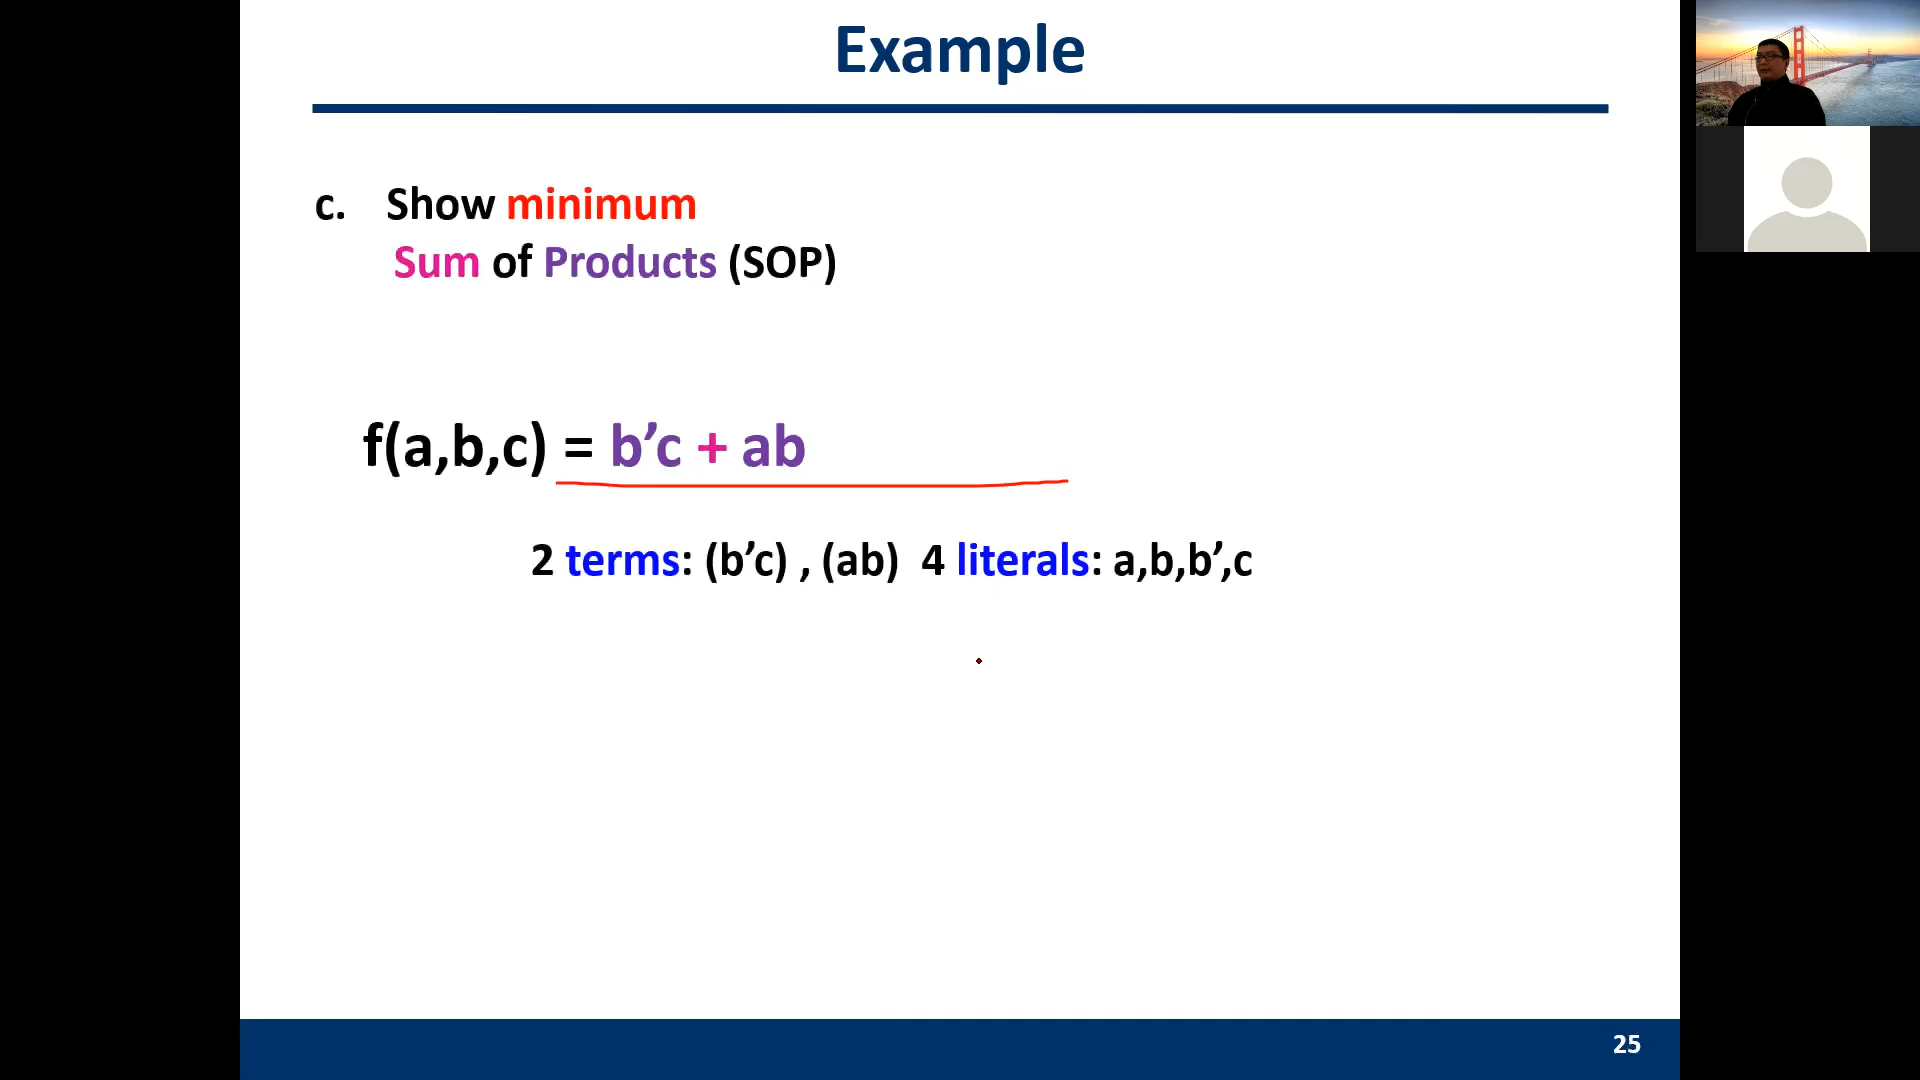 Example
c. Show minimum
Sum of Products (SOP)
f(a,b,c) = b’c + ab
2 terms: (b’c) , (ab) 4 literals: a,b,b’,c
25